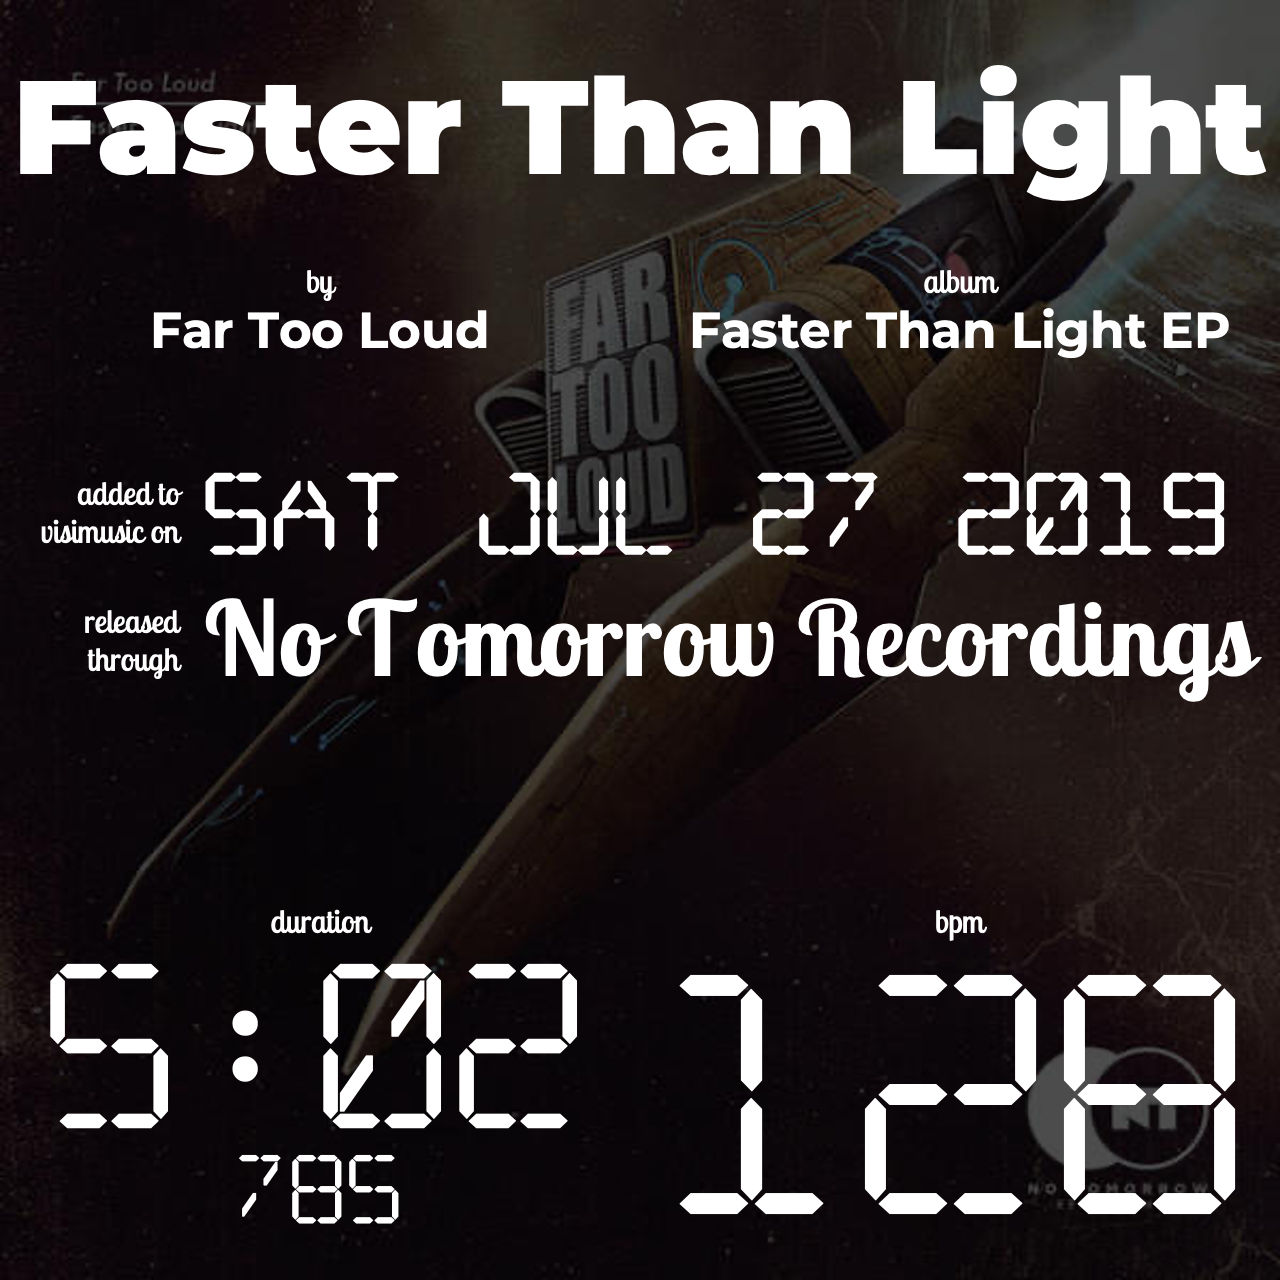 Far Too Loud
Faster Than Light
by
Far Too Loud
album
Faster Than Light EP
FAR
TOO
LOUD
added to
visimusic on
SAT JUL 27 2019
released
through
No Tomorrow Recordings
duration
5:02
785
bpm
128
NT
NO TOMORROW